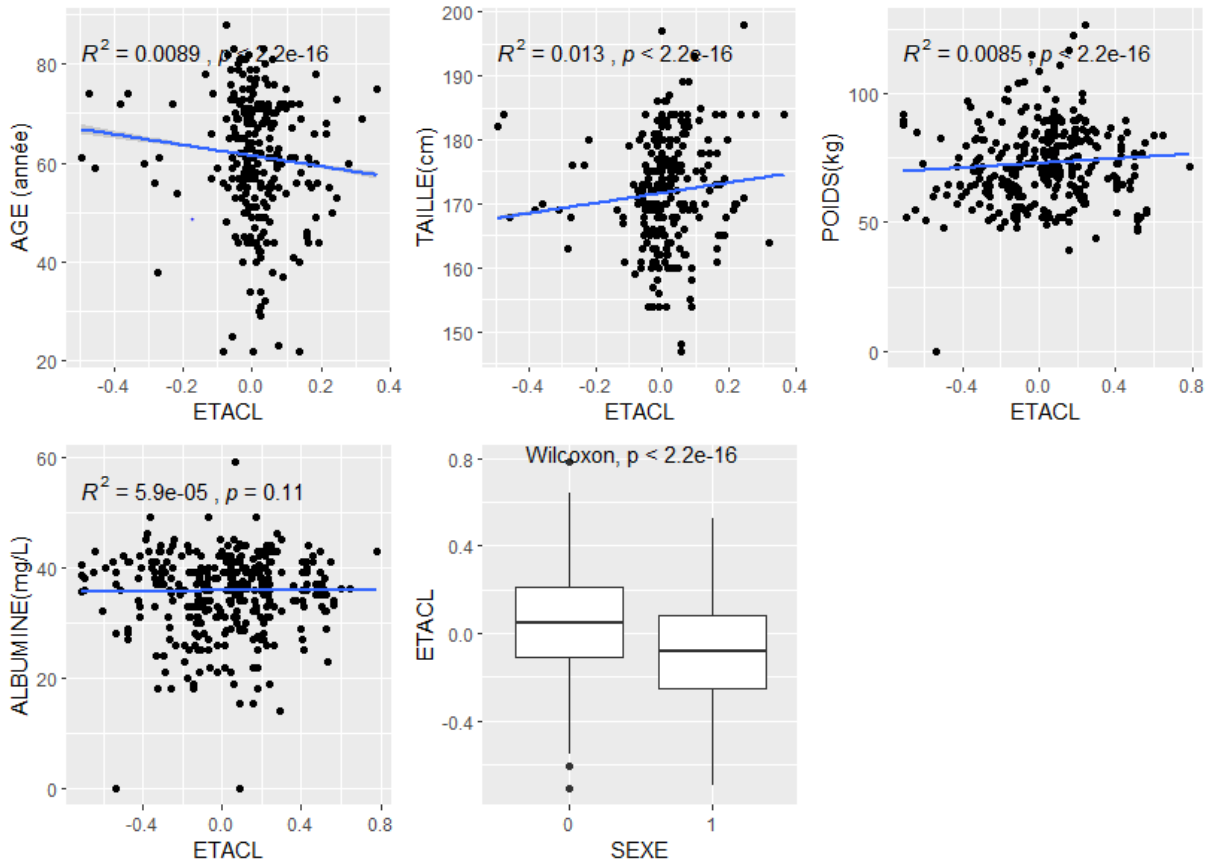 R² = 0.0089 , p < 2.2e-16
AGE (année)
80
60
40
20
-0.4 -0.2 0.0 0.2 0.4
ETACL
R² = 0.013 , p < 2.2e-16
TAILLE(cm)
200
190
180
170
160
150
-0.4 -0.2 0.0 0.2 0.4
ETACL
R² = 0.0085 , p < 2.2e-16
POIDS(kg)
100
50
0
-0.4 0.0 0.4 0.8
ETACL
R² = 5.9e-05 , p = 0.11
ALBUMINE(mg/L)
60
40
20
0
-0.4 0.0 0.4 0.8
ETACL
Wilcoxon, p < 2.2e-16
ETACL
0.8
0.4
0.0
-0.4
0 1
SEXE